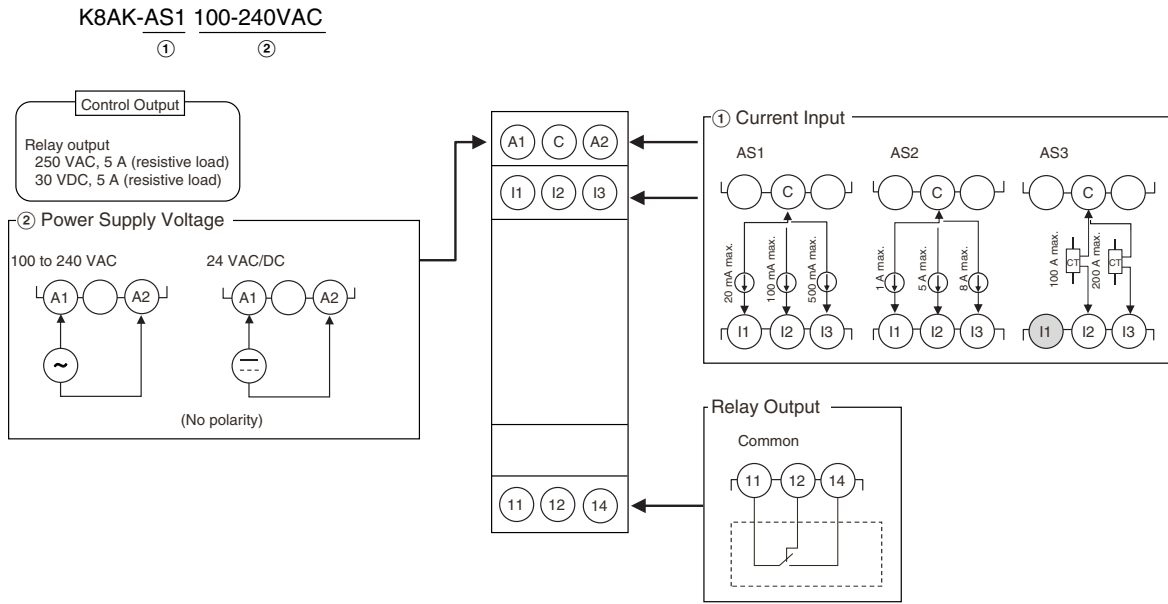 K8AK-AS1 100-240VAC
① ②
Control Output
Relay output
250 VAC, 5 A (resistive load)
30 VDC, 5 A (resistive load)
② Power Supply Voltage
100 to 240 VAC
A1 A2
~
24 VAC/DC
A1 A2
(No polarity)
A1 C A2
I1 I2 I3
11 12 14
① Current Input
AS1
C
20 mA max.
100 mA max.
500 mA max.
I1 I2 I3
AS2
C
1 A max.
5 A max.
8 A max.
I1 I2 I3
AS3
C
100 A max.
CT
200 A max.
CT
I1 I2 I3
Relay Output
Common
11 12 14